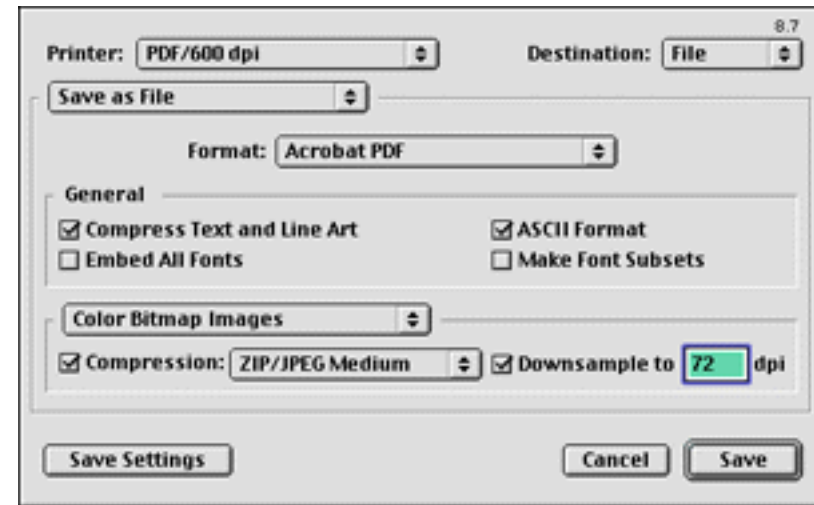 8.7
Printer: PDF/600 dpi Destination: File
Save as File
Format: Acrobat PDF
General
Compress Text and Line Art ASCII Format
Embed All Fonts Make Font Subsets
Color Bitmap Images
Compression: ZIP/JPEG Medium Downsample to 72 dpi
Save Settings Cancel Save